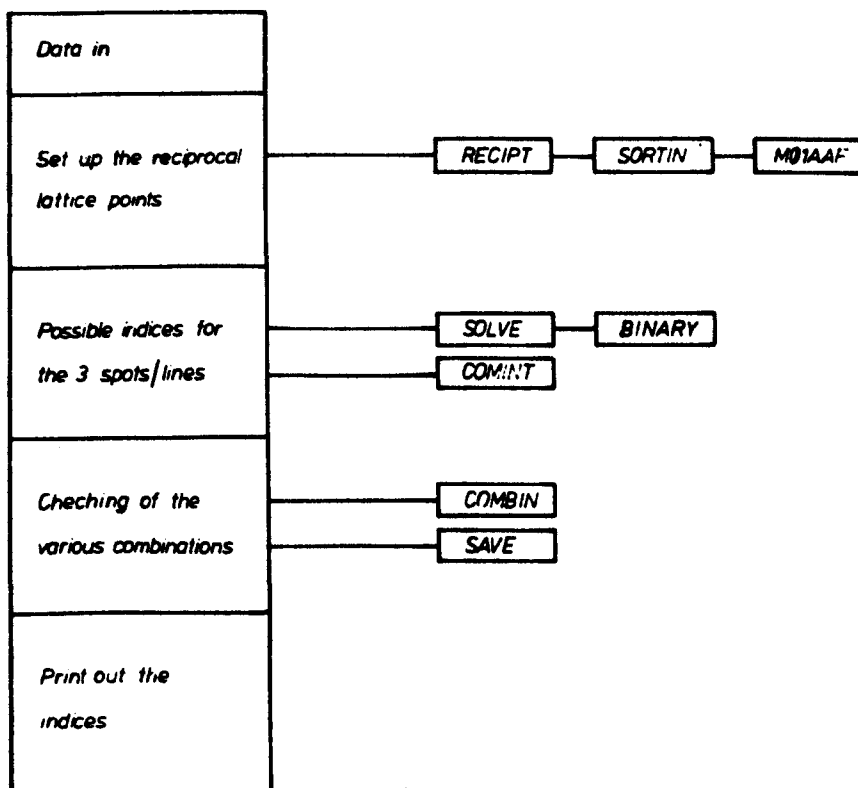 Data in
Set up the reciprocal
lattice points
RECIPT
SORTIN
M01AAF
Possible indices for
the 3 spots/lines
SOLVE
BINARY
COMINT
Cheching of the
various combinations
COMBIN
SAVE
Print out the
indices